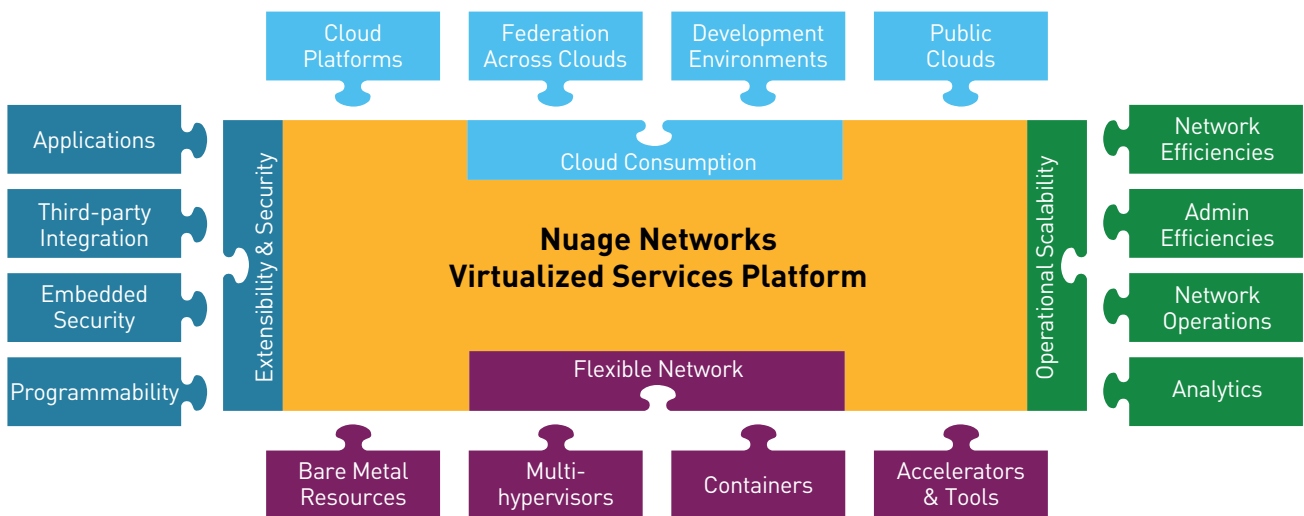 Cloud
Platforms
Federation
Across Clouds
Development
Environments
Public
Clouds
Applications
Third-party
Integration
Embedded
Security
Programmability
Extensibility & Security
Cloud Consumption
Nuage Networks
Virtualized Services Platform
Flexible Network
Operational Scalability
Network
Efficiencies
Admin
Efficiencies
Network
Operations
Analytics
Bare Metal
Resources
Multi-
hypervisors
Containers
Accelerators
& Tools